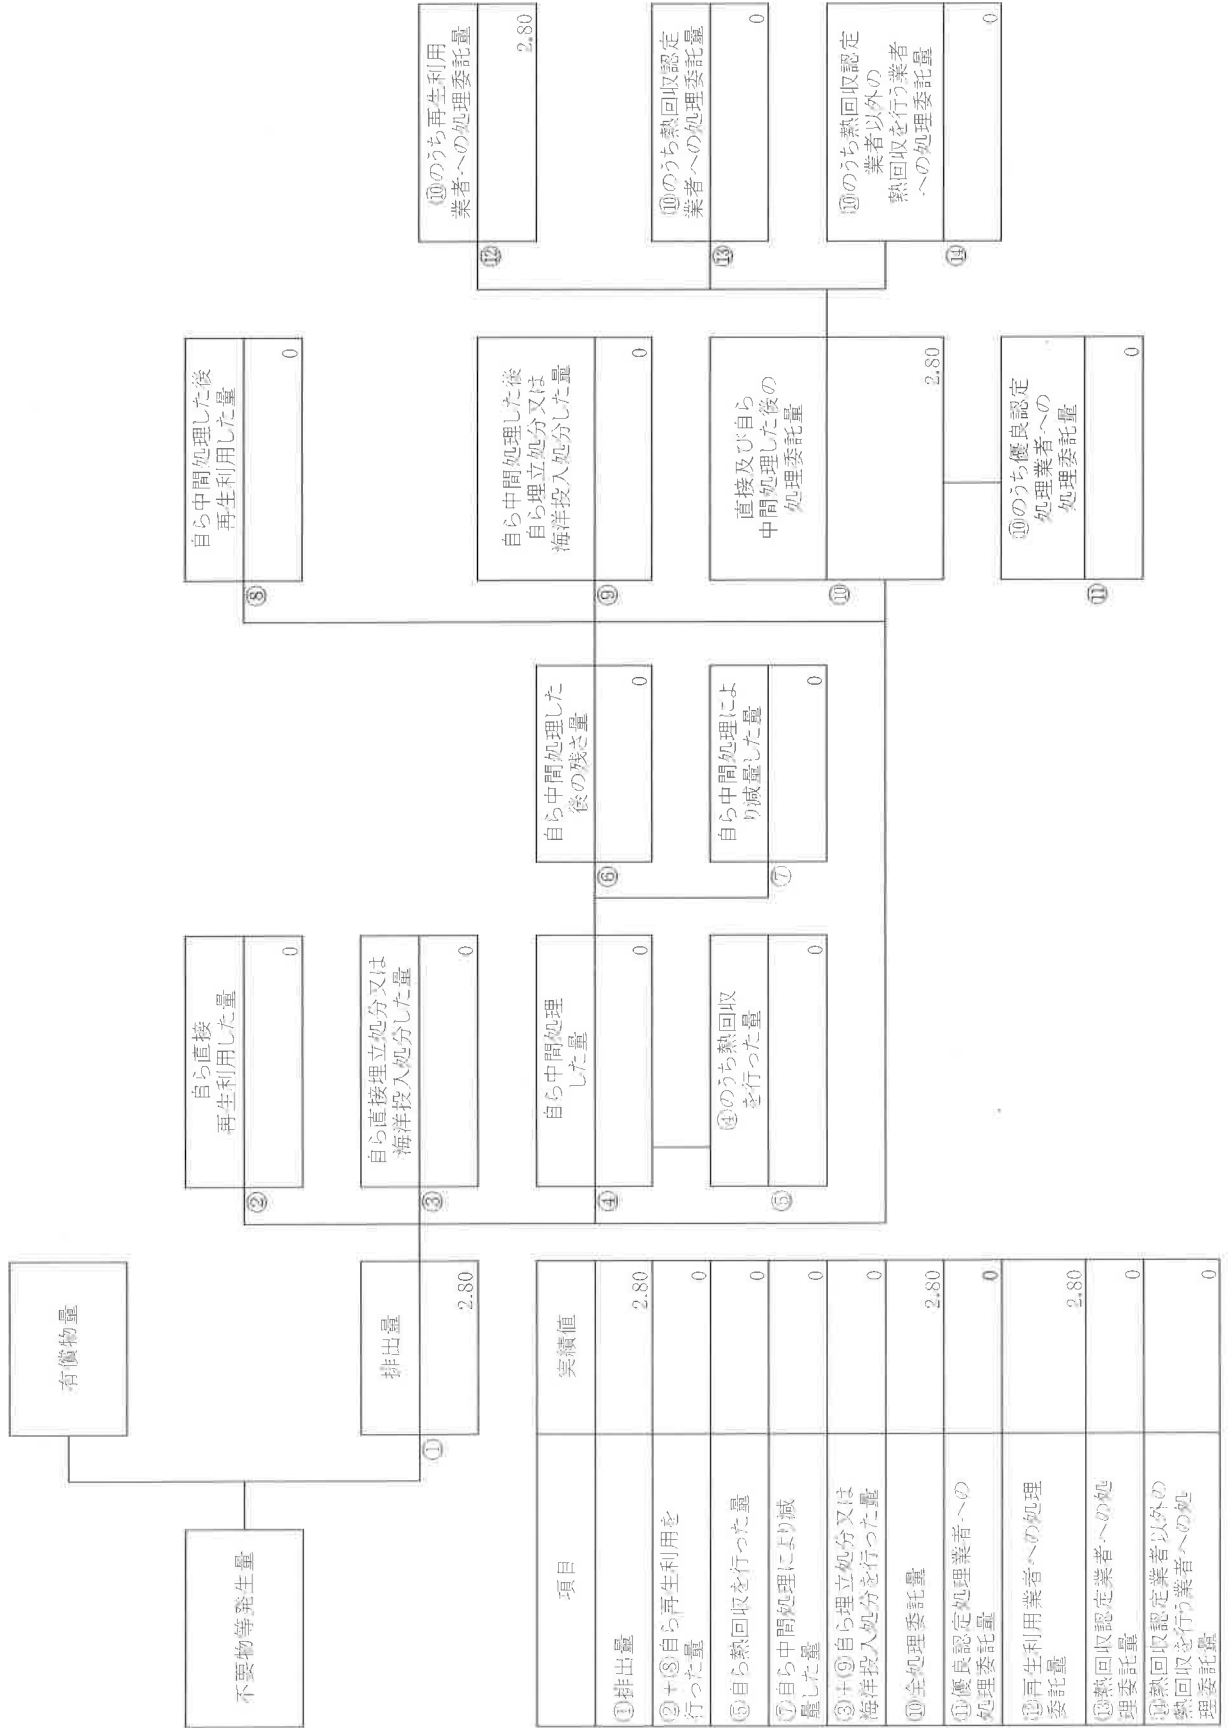 不要物等発生量
有償物量
①
排出量
2.80
②
自ら直接
再生利用した量
0
③
自ら直接埋立処分又は
海洋投入処分した量
0
④
自ら中間処理
した量
0
⑤
④のうち熱回収
を行った量
0
⑥
自ら中間処理した
後の残さ量
0
⑦
自ら中間処理によ
り減量した量
0
⑧
自ら中間処理した後
再生利用した量
0
⑨
自ら中間処理した後
自ら埋立処分又は
海洋投入処分した量
0
⑩
直接及び自ら
中間処理した後の
処理委託量
2.80
⑪
⑩のうち優良認定
処理業者への
処理委託量
0
⑫
⑩のうち再生利用
業者への処理委託量
2.80
⑬
⑩のうち熱回収認定
業者への処理委託量
0
⑭
⑩のうち熱回収認定
業者以外の
熱回収を行う業者
への処理委託量
0
項目 実績値
①排出量 2.80
②+⑧自ら再生利用を
行った量 0
⑤自ら熱回収を行った量 0
⑦自ら中間処理により減
量した量 0
③+⑨自ら埋立処分又は
海洋投入処分を行った量 0
⑩全処理委託量 2.80
⑪優良認定処理業者への
処理委託量 0
⑫再生利用業者への処理
委託量 2.80
⑬熱回収認定業者への処
理委託量 0
⑭熱回収認定業者以外の
熱回収を行う業者への処
理委託量 0